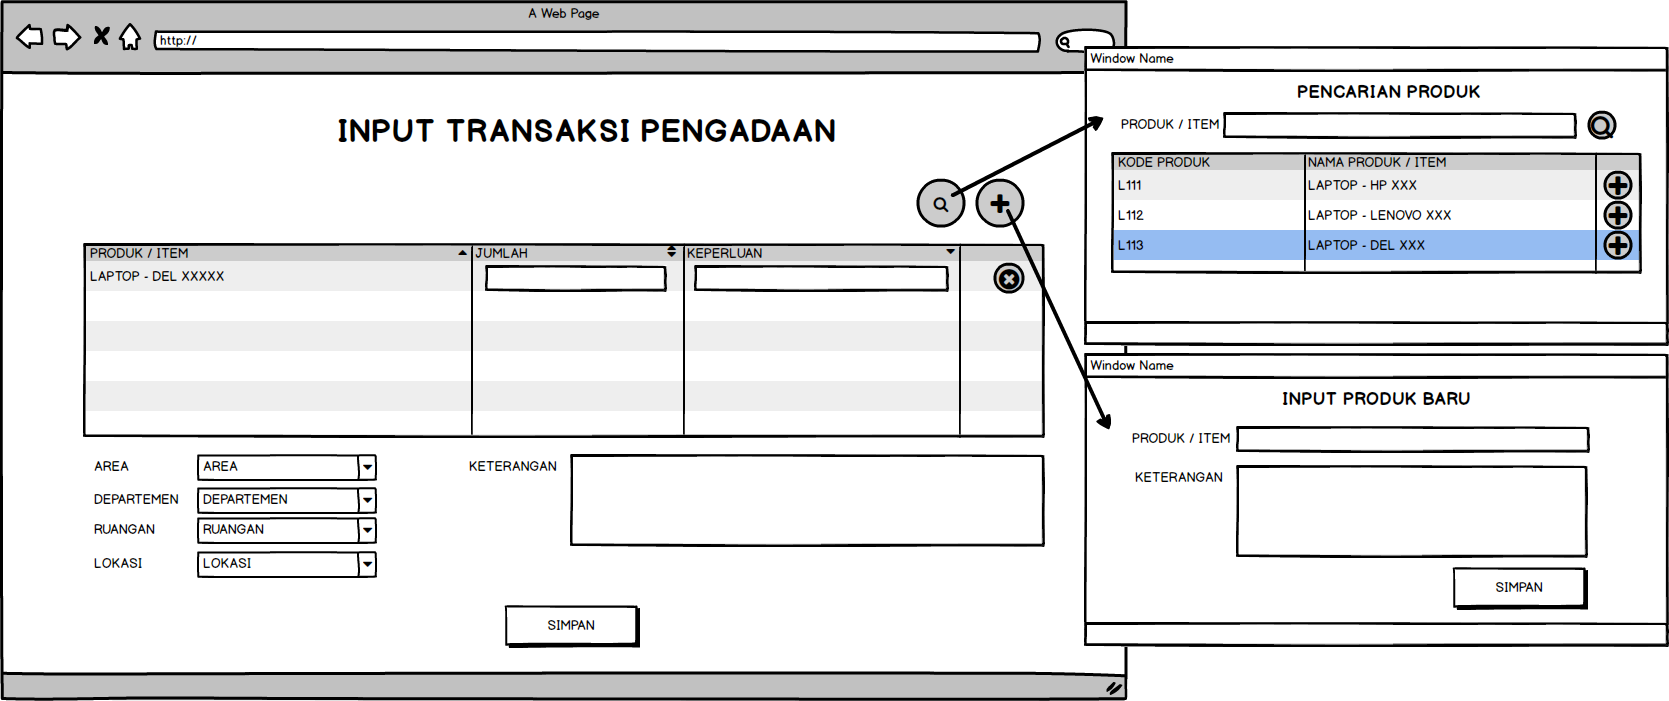 A Web Page
http://
INPUT TRANSAKSI PENGADAAN
PRODUK / ITEM JUMLAH KEPERLUAN
LAPTOP - DEL XXXXX
AREA AREA
DEPARTEMEN DEPARTEMEN
RUANGAN RUANGAN
LOKASI LOKASI
KETERANGAN
SIMPAN
Window Name
PENCARIAN PRODUK
PRODUK / ITEM
KODE PRODUK NAMA PRODUK / ITEM
L111 LAPTOP - HP XXX
L112 LAPTOP - LENOVO XXX
L113 LAPTOP - DEL XXX
Window Name
INPUT PRODUK BARU
PRODUK / ITEM
KETERANGAN
SIMPAN